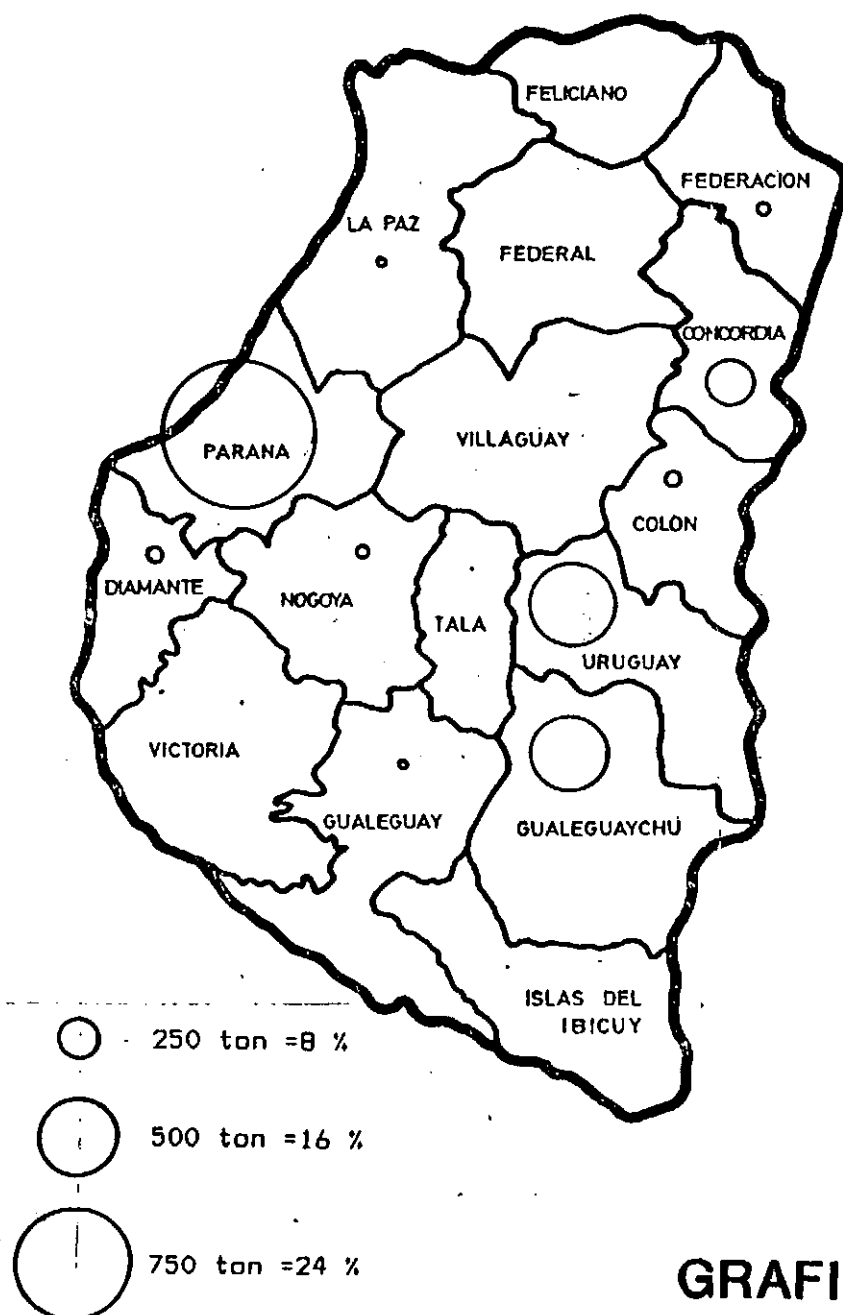 FELICIANO
FEDERACION
LA PAZ
FEDERAL
CONCORDIA
PARANA
VILLAGUAY
COLON
DIAMANTE
NOGOYA
TALA
URUGUAY
VICTORIA
GUALEGUAY
GUALEGUAYCHÚ
ISLAS DEL
IBICUY
250 ton =8 %
500 ton =16 %
750 ton =24 %
GRAFI